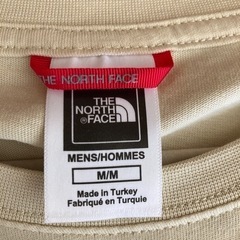 THE NORTH FACE
THE
NORTH
FACE
MENS/HOMMES
M/M
Made in Turkey
Fabriqué en Turquie